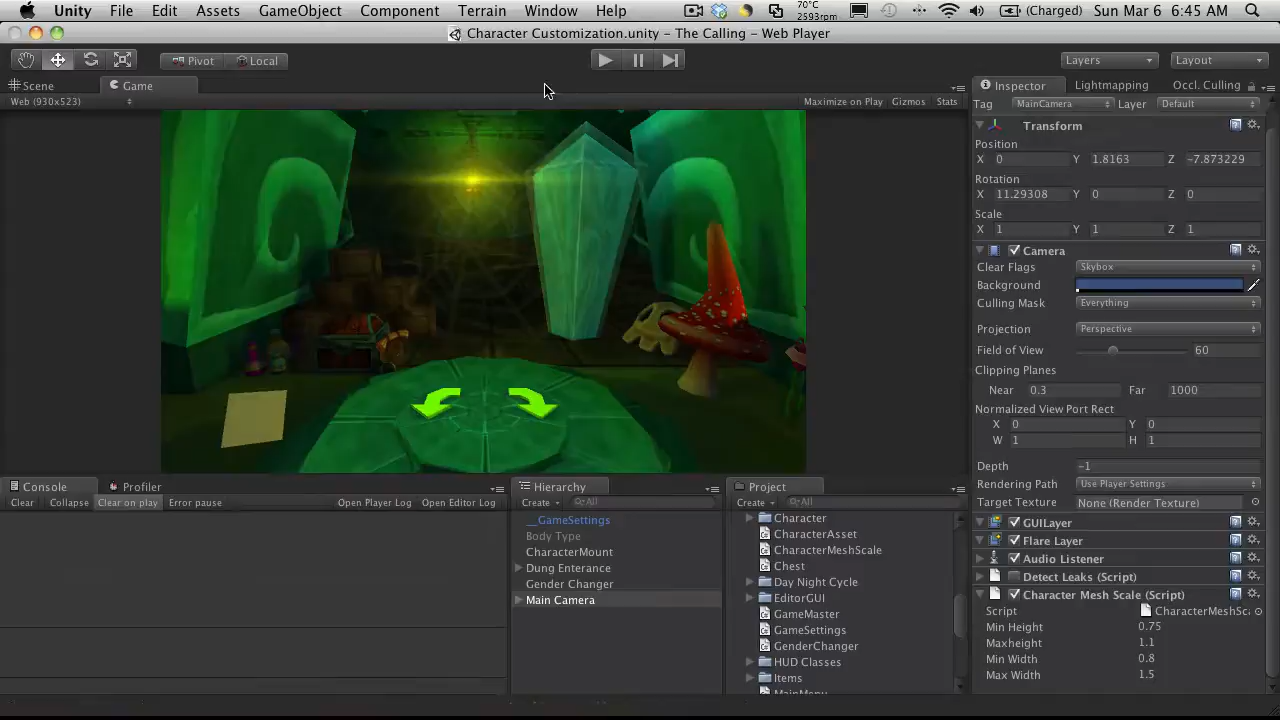 Unity File Edit Assets GameObject Component Terrain Window Help 70°C 2593rpm (Charged) Sun Mar 6 6:45 AM
Character Customization.unity – The Calling – Web Player
Pivot Local Layers Layout
Scene Game Inspector Lightmapping Occl. Culling
Web (930x523) Maximize on Play Gizmos Stats
Tag MainCamera Layer Default
Transform
Position
X 0 Y 1.8163 Z -7.873229
Rotation
X 11.29308 Y 0 Z 0
Scale
X 1 Y 1 Z 1
Camera
Clear Flags Skybox
Background
Culling Mask Everything
Projection Perspective
Field of View 60
Clipping Planes
Near 0.3 Far 1000
Normalized View Port Rect
X 0 Y 0
W 1 H 1
Depth -1
Rendering Path Use Player Settings
Target Texture None (Render Texture)
GUILayer
Flare Layer
Audio Listener
Detect Leaks (Script)
Character Mesh Scale (Script)
Script CharacterMeshSc
Min Height 0.75
Maxheight 1.1
Min Width 0.8
Max Width 1.5
Console Profiler
Clear Collapse Clear on play Error pause Open Player Log Open Editor Log
Hierarchy
Create All
__GameSettings
Body Type
CharacterMount
Dung Enterance
Gender Changer
Main Camera
Project
Create All
Character
CharacterAsset
CharacterMeshScale
Chest
Day Night Cycle
EditorGUI
GameMaster
GameSettings
GenderChanger
HUD Classes
Items
MainMenu